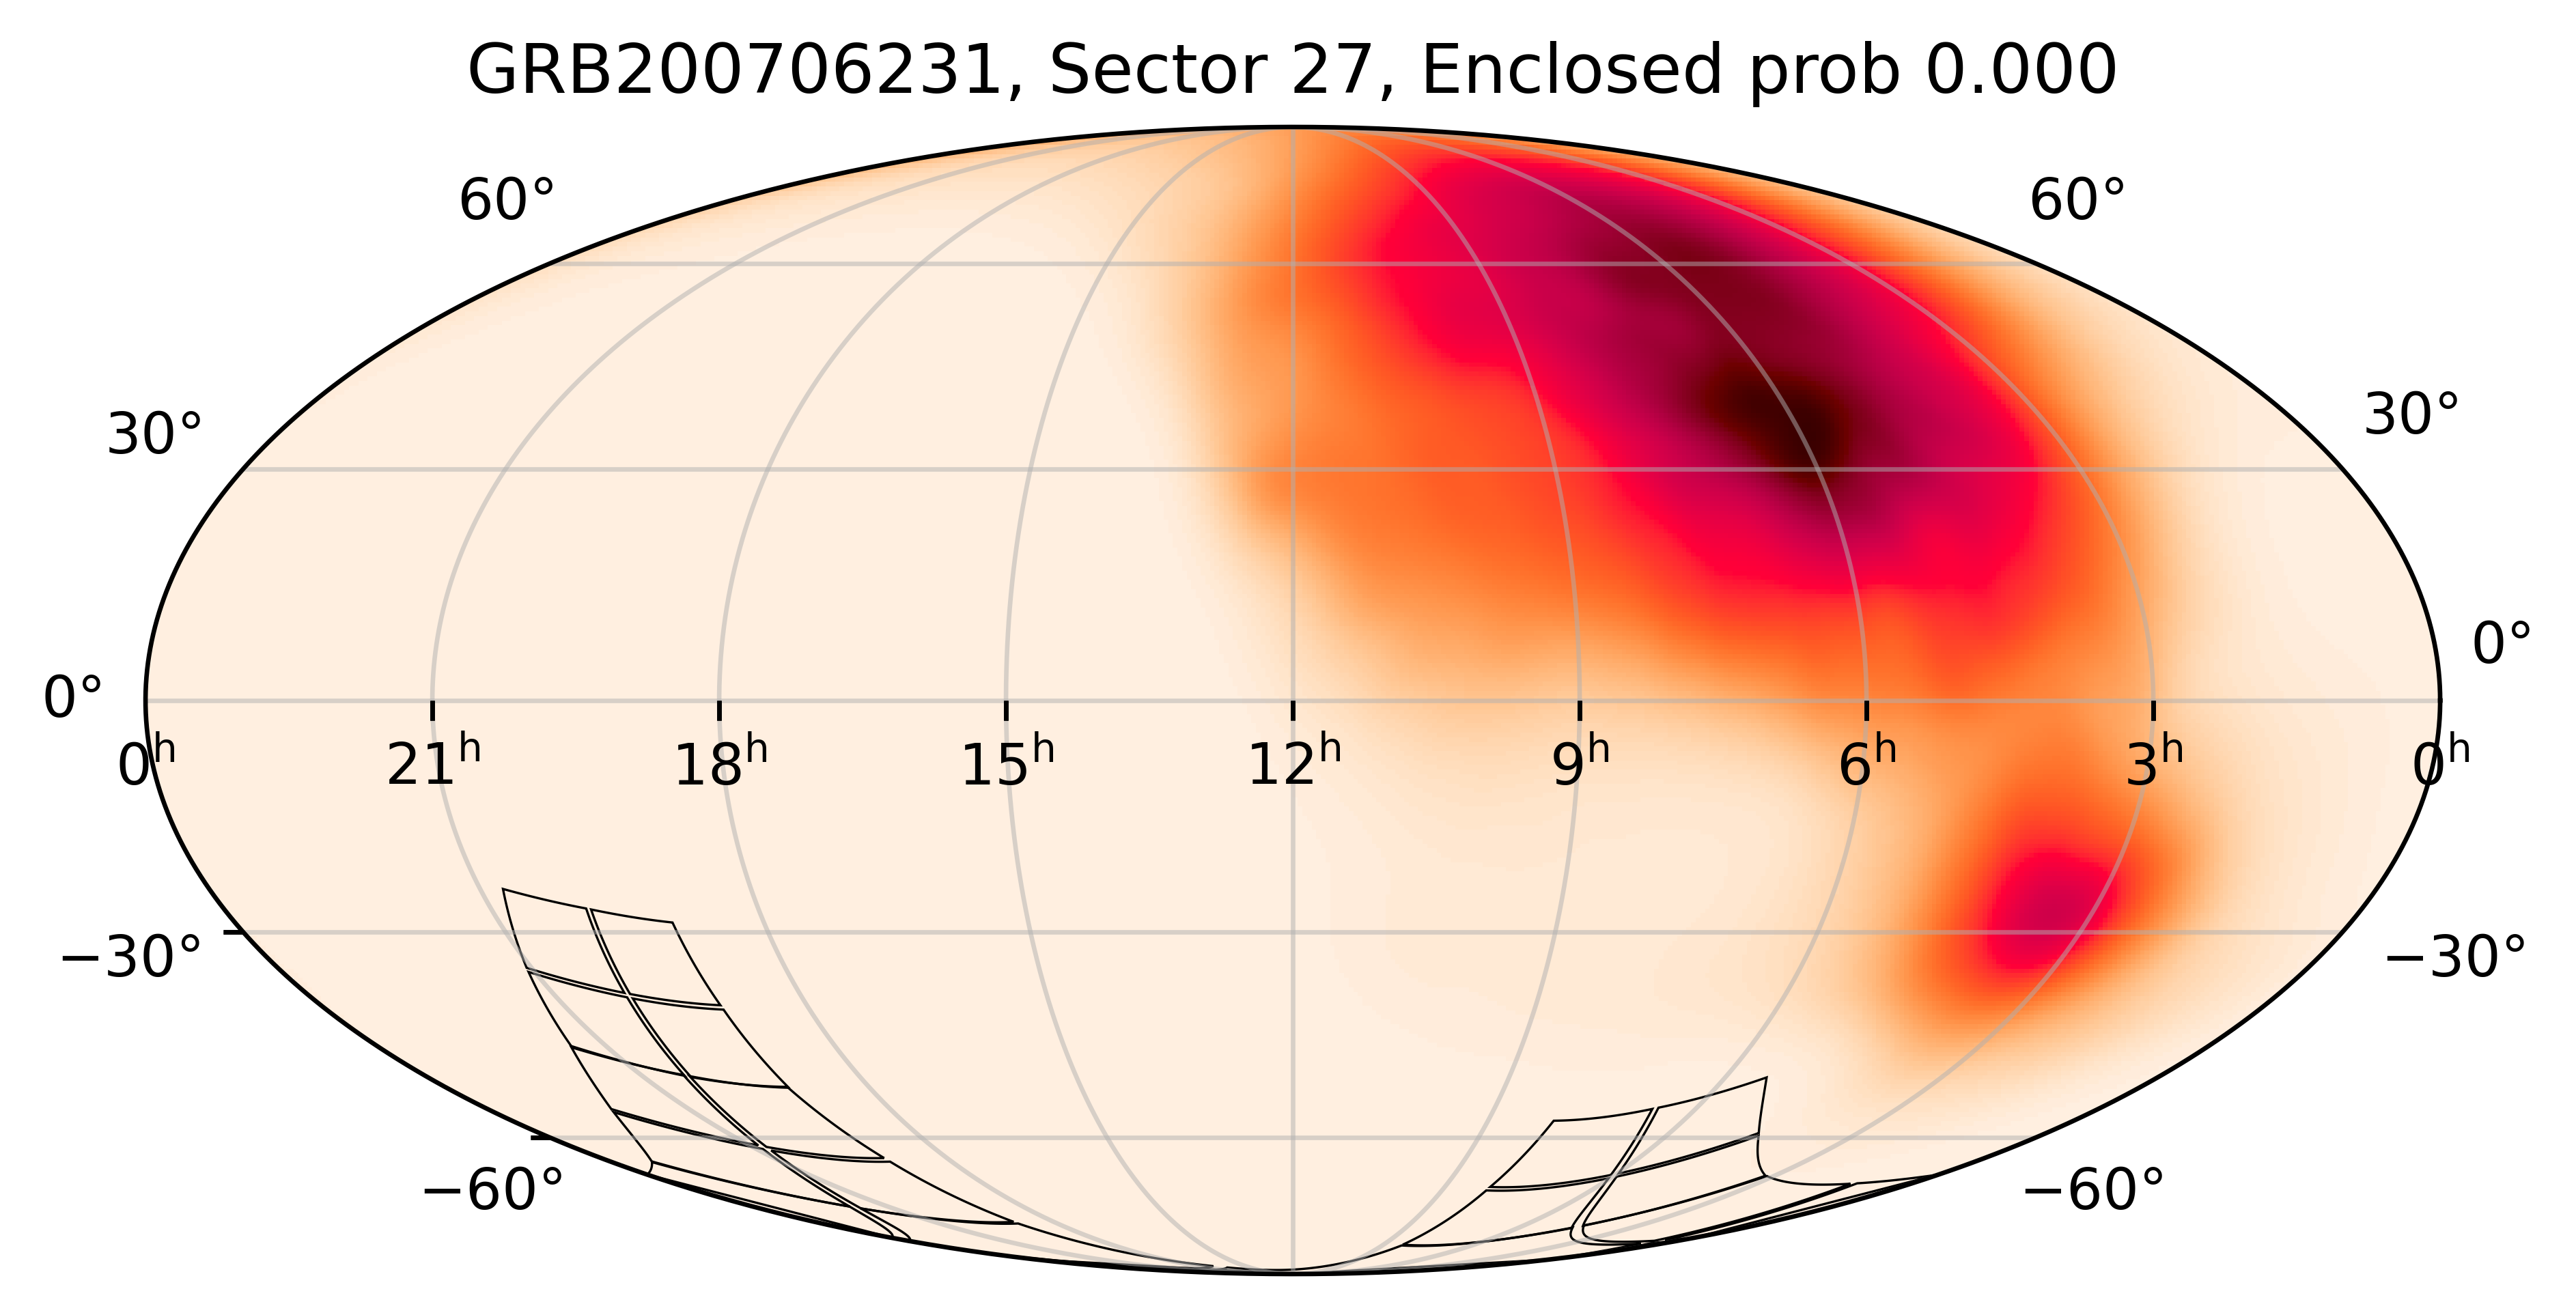 GRB200706231, Sector 27, Enclosed prob 0.000
60° 60°
30° 30°
0° 0°
0ʰ 21ʰ 18ʰ 15ʰ 12ʰ 9ʰ 6ʰ 3ʰ 0ʰ
−30° −30°
−60° −60°